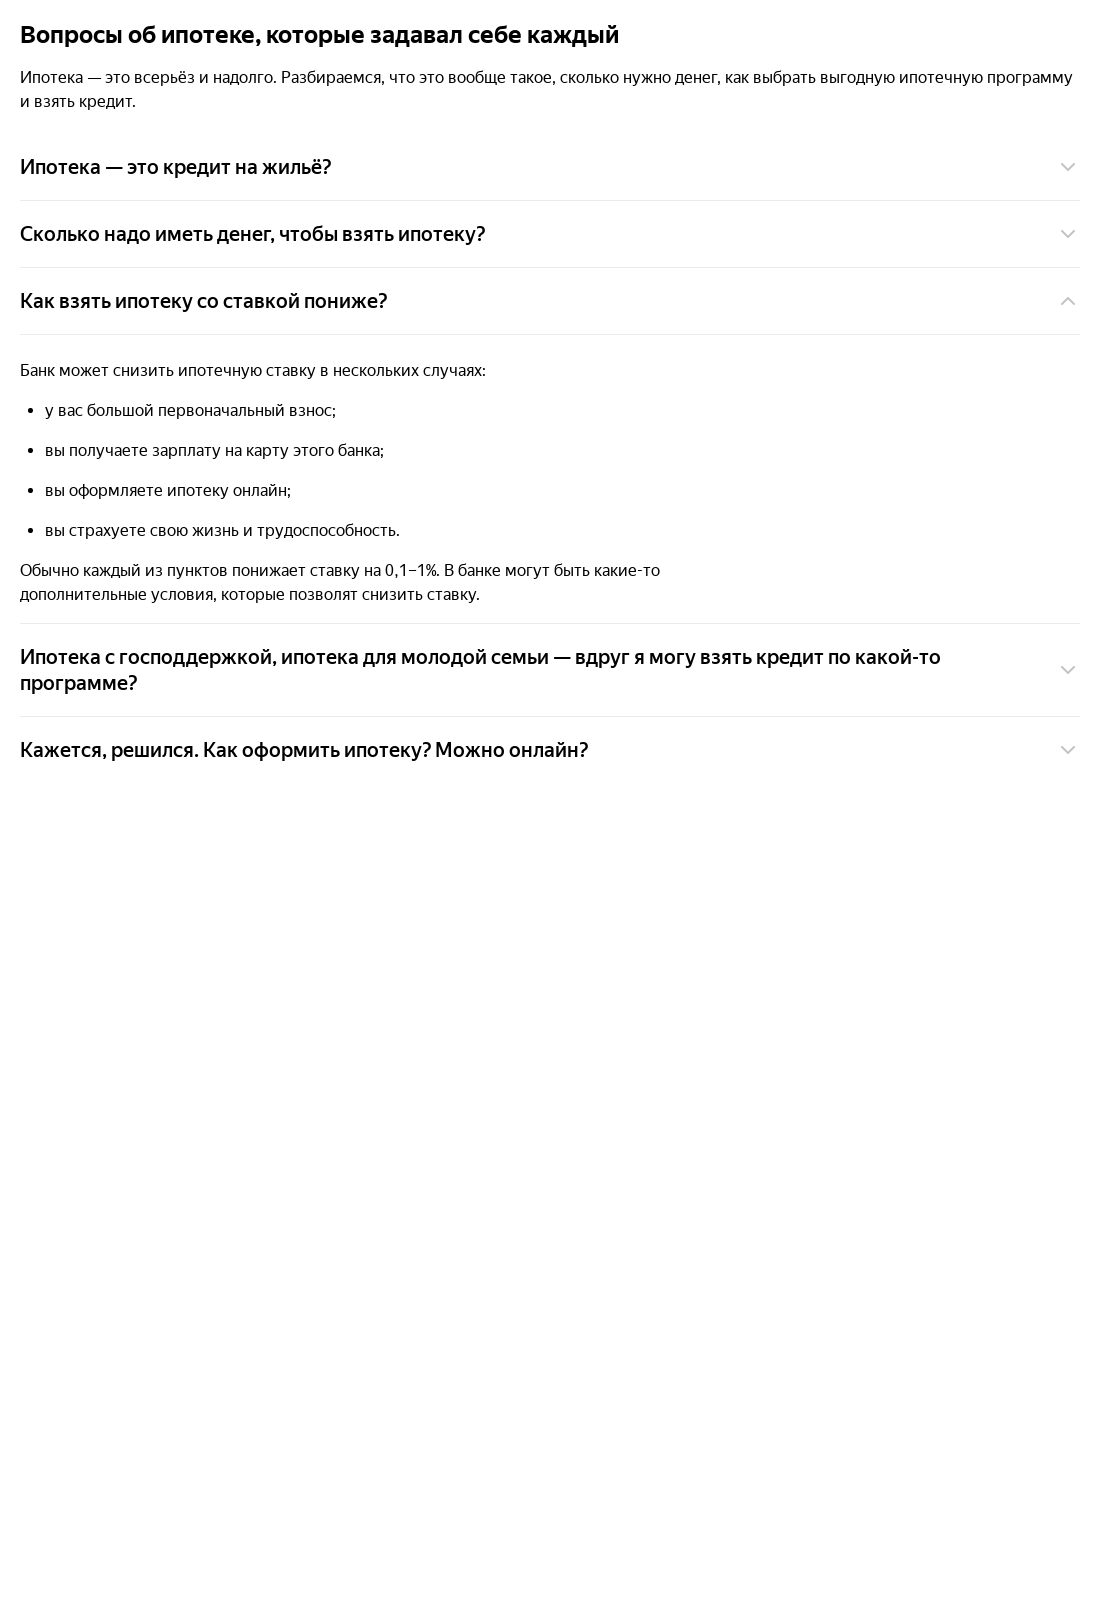 Вопросы об ипотеке, которые задавал себе каждый
Ипотека — это всерьёз и надолго. Разбираемся, что это вообще такое, сколько нужно денег, как выбрать выгодную ипотечную программу
и взять кредит.
Ипотека — это кредит на жильё?
Сколько надо иметь денег, чтобы взять ипотеку?
Как взять ипотеку со ставкой пониже?
Банк может снизить ипотечную ставку в нескольких случаях:
• у вас большой первоначальный взнос;
• вы получаете зарплату на карту этого банка;
• вы оформляете ипотеку онлайн;
• вы страхуете свою жизнь и трудоспособность.
Обычно каждый из пунктов понижает ставку на 0,1–1%. В банке могут быть какие-то
дополнительные условия, которые позволят снизить ставку.
Ипотека с господдержкой, ипотека для молодой семьи — вдруг я могу взять кредит по какой-то
программе?
Кажется, решился. Как оформить ипотеку? Можно онлайн?